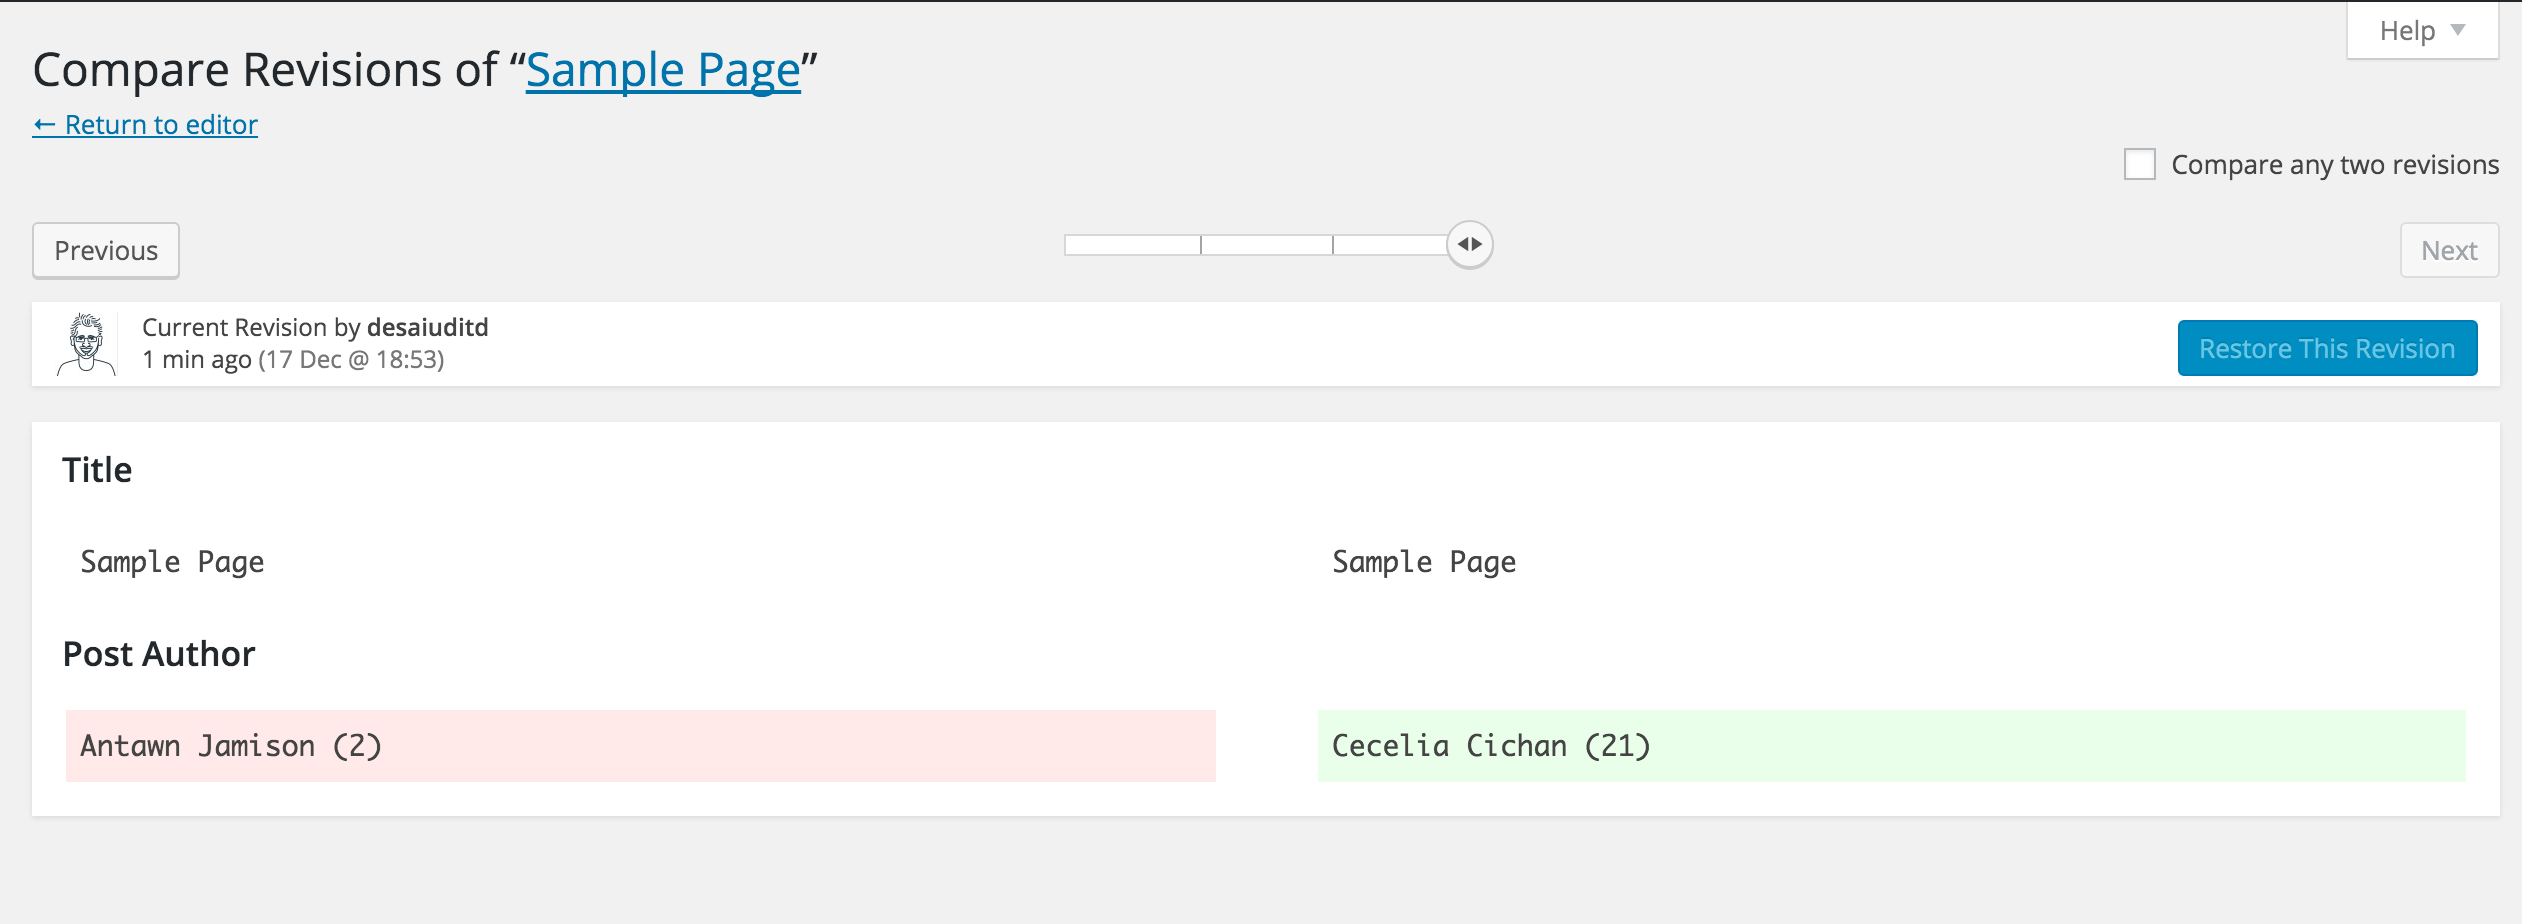 Help
Compare Revisions of “Sample Page”
← Return to editor
Compare any two revisions
Previous
Next
Current Revision by desaiuditd
1 min ago (17 Dec @ 18:53)
Restore This Revision
Title
Sample Page
Sample Page
Post Author
Antawn Jamison (2)
Cecelia Cichan (21)